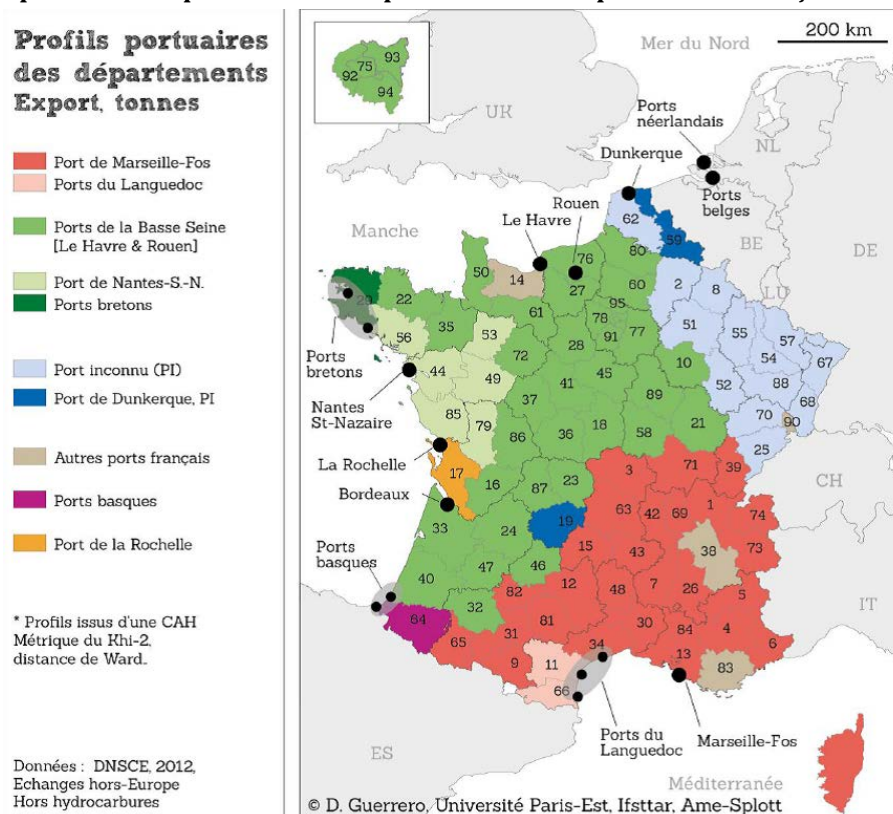 Profils portuaires
des départements
Export, tonnes
Port de Marseille-Fos
Ports du Languedoc
Ports de la Basse Seine
[Le Havre & Rouen]
Port de Nantes-S.-N.
Ports bretons
Port inconnu (PI)
Port de Dunkerque, PI
Autres ports français
Ports basques
Port de la Rochelle
* Profils issus d'une CAH
Métrique du Khi-2,
distance de Ward.
Données : DNSCE, 2012,
Echanges hors-Europe
Hors hydrocarbures
200 km
Mer du Nord
93
75
92
94
UK
Ports
néerlandais
NL
Dunkerque
Ports
belges
Rouen
Le Havre
Manche
62
59
BE
DE
LU
80
76
50
14
27
60
2
8
29
22
61
95
78
91
77
51
55
57
54
67
35
53
56
72
28
10
52
88
68
Ports
bretons
44
49
41
45
89
70
90
Nantes
St-Nazaire
37
85
79
86
36
18
58
21
25
La Rochelle
17
16
87
23
3
71
39
CH
Bordeaux
33
24
19
63
42
69
1
74
73
38
15
43
Ports
basques
40
47
46
12
48
7
26
5
IT
82
32
64
65
31
81
30
84
4
6
34
13
83
9
11
66
Ports du
Languedoc
Marseille-Fos
ES
Méditerranée
© D. Guerrero, Université Paris-Est, Ifsttar, Ame-Splott